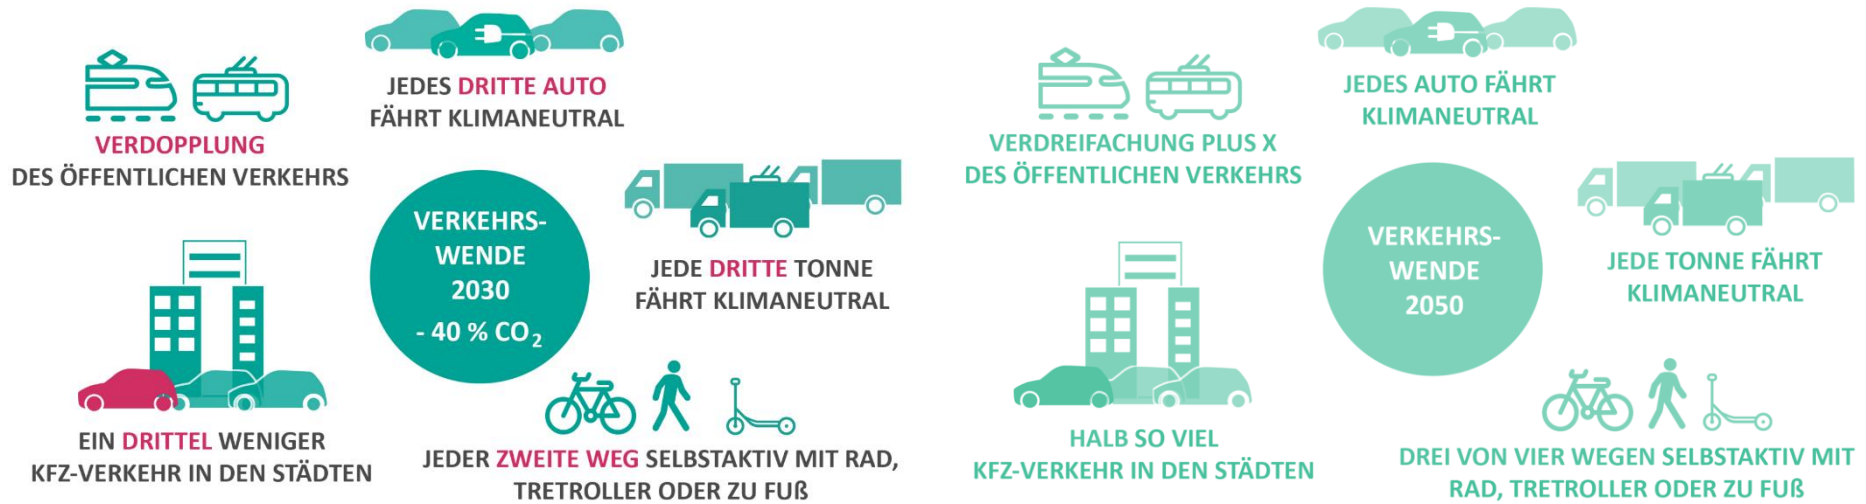 JEDES DRITTE AUTO
FÄHRT KLIMANEUTRAL
VERDOPPLUNG
DES ÖFFENTLICHEN VERKEHRS
VERKEHRS-
WENDE
2030
- 40 % CO₂
JEDE DRITTE TONNE
FÄHRT KLIMANEUTRAL
EIN DRITTEL WENIGER
KFZ-VERKEHR IN DEN STÄDTEN
JEDER ZWEITE WEG SELBSTAKTIV MIT RAD,
TRETROLLER ODER ZU FUß
JEDES AUTO FÄHRT
KLIMANEUTRAL
VERDREIFACHUNG PLUS X
DES ÖFFENTLICHEN VERKEHRS
VERKEHRS-
WENDE
2050
JEDE TONNE FÄHRT
KLIMANEUTRAL
HALB SO VIEL
KFZ-VERKEHR IN DEN STÄDTEN
DREI VON VIER WEGEN SELBSTAKTIV MIT
RAD, TRETROLLER ODER ZU FUß